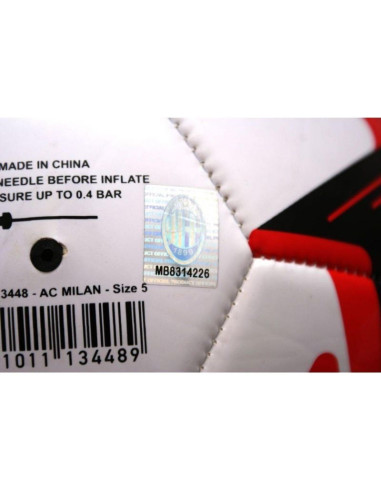 MADE IN CHINA
NEEDLE BEFORE INFLATE
SURE UP TO 0.4 BAR
MB8314226
3448 - AC MILAN - Size 5
1011 134489